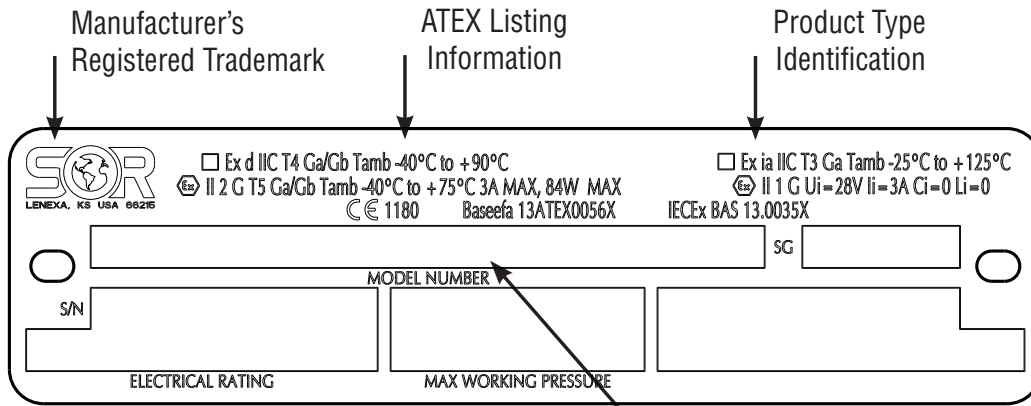 Manufacturer's
Registered Trademark
ATEX Listing
Information
Product Type
Identification
SOR
LENEXA, KS USA 66215
☐ Ex d IIC T4 Ga/Gb Tamb -40°C to +90°C
Ex II 2 G T5 Ga/Gb Tamb -40°C to +75°C 3A MAX, 84W MAX
☐ Ex ia IIC T3 Ga Tamb -25°C to +125°C
Ex II 1 G Ui=28V Ii=3A Ci=0 Li=0
CE 1180 Baseefa 13ATEX0056X IECEx BAS 13.0035X
SG
MODEL NUMBER
S/N
ELECTRICAL RATING
MAX WORKING PRESSURE